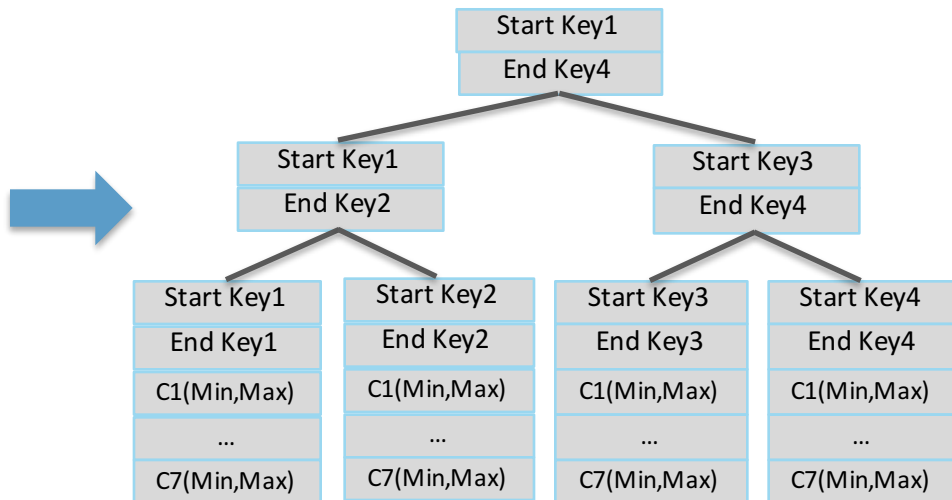 Start Key1
End Key4
Start Key1
End Key2
Start Key3
End Key4
Start Key1
End Key1
C1(Min,Max)
...
C7(Min,Max)
Start Key2
End Key2
C1(Min,Max)
...
C7(Min,Max)
Start Key3
End Key3
C1(Min,Max)
...
C7(Min,Max)
Start Key4
End Key4
C1(Min,Max)
...
C7(Min,Max)